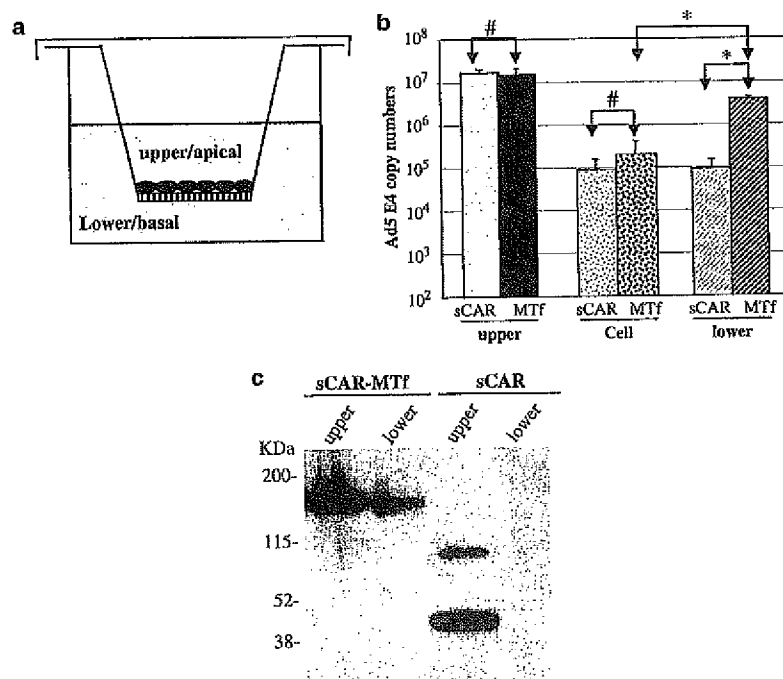 a
upper/apical
Lower/basal
b
Ad5 E4 copy numbers
10⁸
10⁷
10⁶
10⁵
10⁴
10³
10²
# # * *
sCAR MTf sCAR MTf sCAR MTf
upper Cell lower
c
sCAR-MTf sCAR
upper lower upper lower
KDa
200-
115-
52-
38-